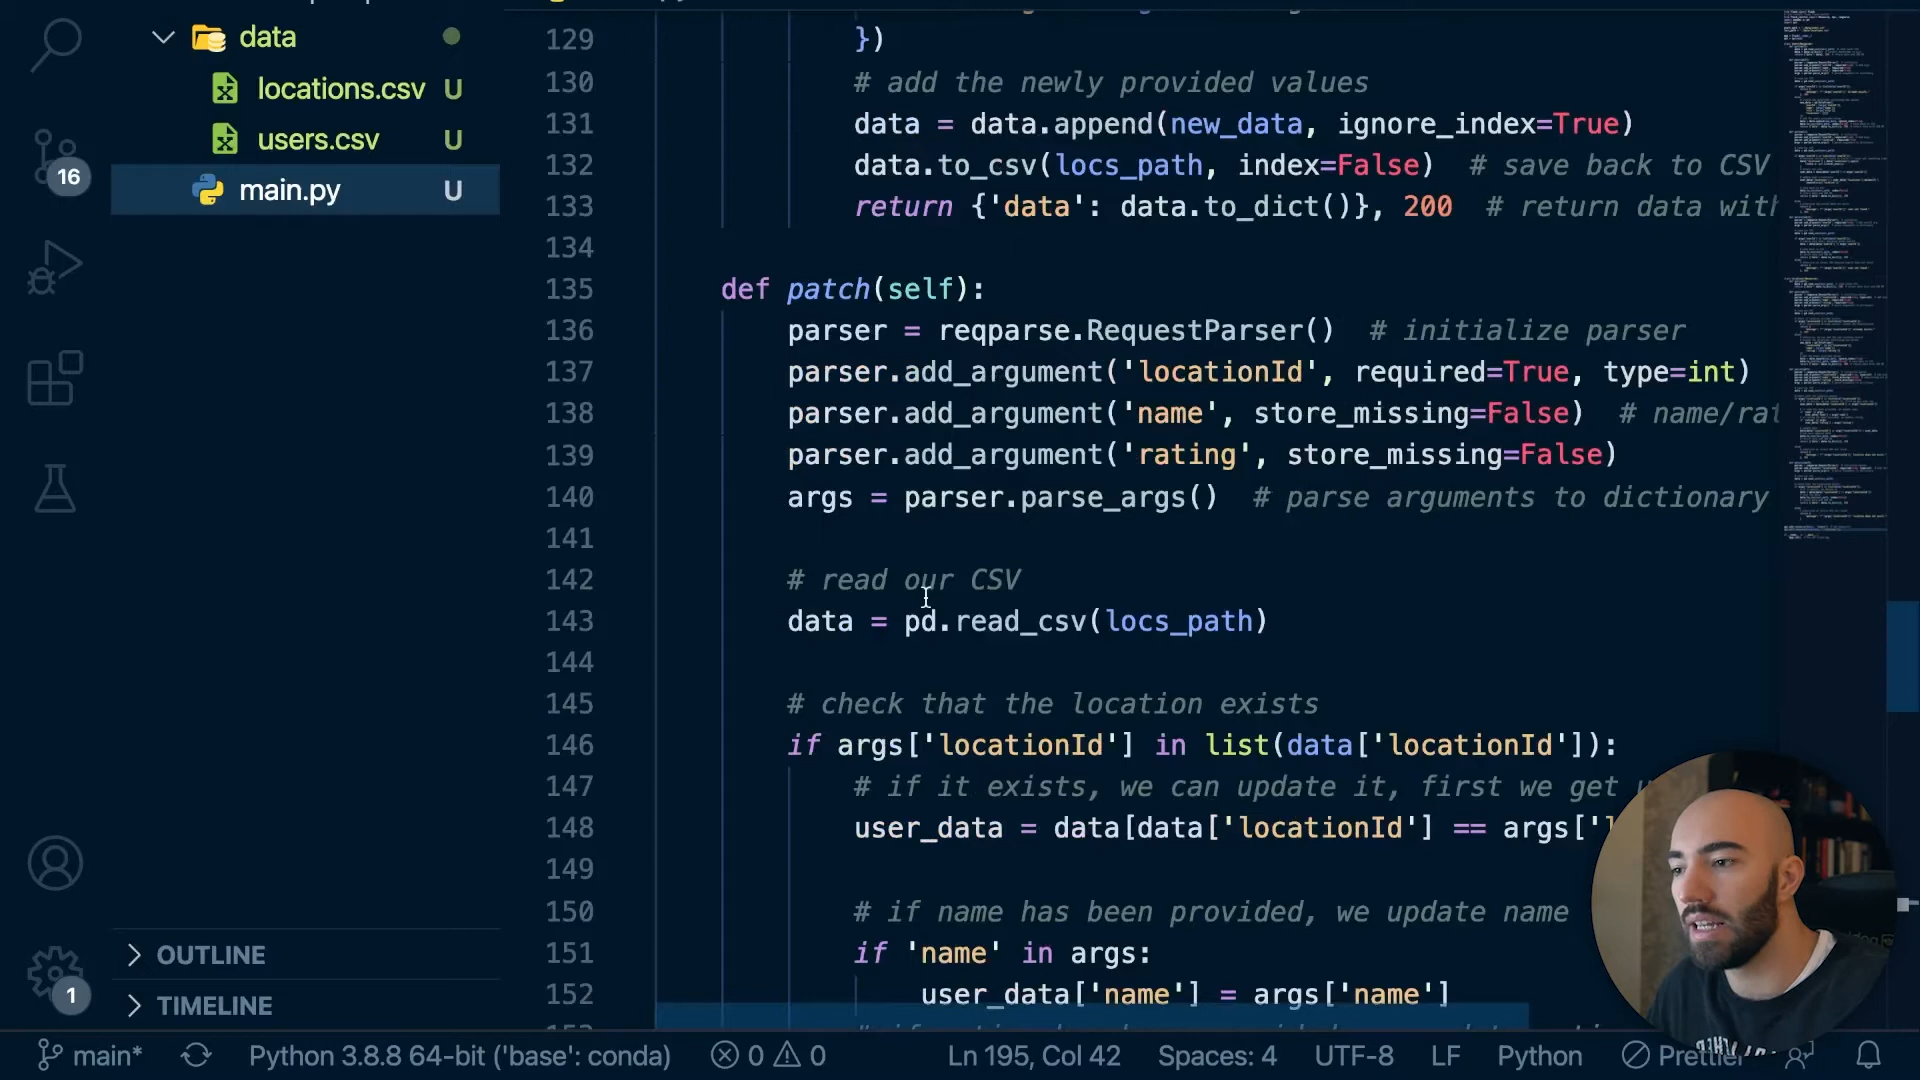 data
locations.csv U
users.csv U
main.py U
16
1
OUTLINE
TIMELINE
129 })
130 # add the newly provided values
131 data = data.append(new_data, ignore_index=True)
132 data.to_csv(locs_path, index=False) # save back to CSV
133 return {'data': data.to_dict()}, 200 # return data with
134
135 def patch(self):
136 parser = reqparse.RequestParser() # initialize parser
137 parser.add_argument('locationId', required=True, type=int)
138 parser.add_argument('name', store_missing=False) # name/rat
139 parser.add_argument('rating', store_missing=False)
140 args = parser.parse_args() # parse arguments to dictionary
141
142 # read our CSV
143 data = pd.read_csv(locs_path)
144
145 # check that the location exists
146 if args['locationId'] in list(data['locationId']):
147 # if it exists, we can update it, first we get
148 user_data = data[data['locationId'] == args['
149
150 # if name has been provided, we update name
151 if 'name' in args:
152 user_data['name'] = args['name']
main* Python 3.8.8 64-bit ('base': conda) 0 0 Ln 195, Col 42 Spaces: 4 UTF-8 LF Python Prettier